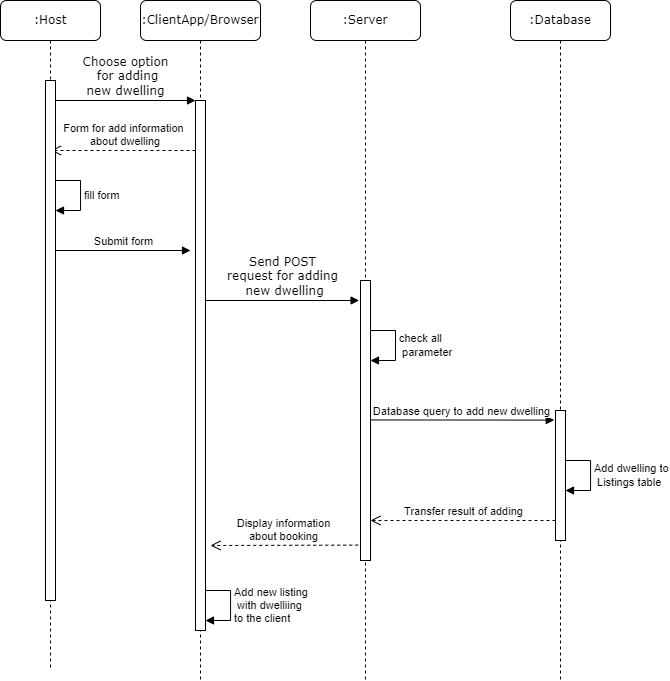 :Host
:ClientApp/Browser
:Server
:Database
Choose option
for adding
new dwelling
Form for add information
about dwelling
fill form
Submit form
Send POST
request for adding
new dwelling
check all
parameter
Database query to add new dwelling
Add dwelling to
Listings table
Transfer result of adding
Display information
about booking
Add new listing
with dwelliing
to the client